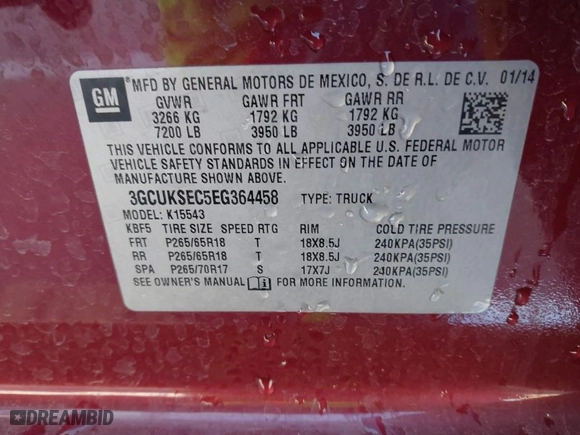 GM
MFD BY GENERAL MOTORS DE MEXICO, S. DE R.L. DE C.V. 01/14
GVWR GAWR FRT GAWR RR
3266 KG 1792 KG 1792 KG
7200 LB 3950 LB 3950 LB
THIS VEHICLE CONFORMS TO ALL APPLICABLE U.S. FEDERAL MOTOR
VEHICLE SAFETY STANDARDS IN EFFECT ON THE DATE OF
MANUFACTURE SHOWN ABOVE.
3GCUKSEC5EG364458 TYPE: TRUCK
MODEL: K15543
KBF5 TIRE SIZE SPEED RTG RIM COLD TIRE PRESSURE
FRT P265/65R18 T 18X8.5J 240KPA(35PSI)
RR P265/65R18 T 18X8.5J 240KPA(35PSI)
SPA P265/70R17 S 17X7J 240KPA(35PSI)
SEE OWNER'S MANUAL FOR MORE INFORMATION.
DREAMBID